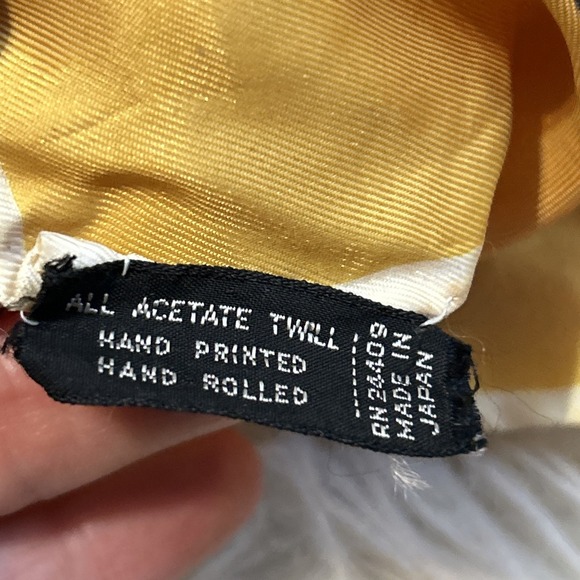 ALL ACETATE TWILL
HAND PRINTED
HAND ROLLED
RN 24409
MADE IN
JAPAN